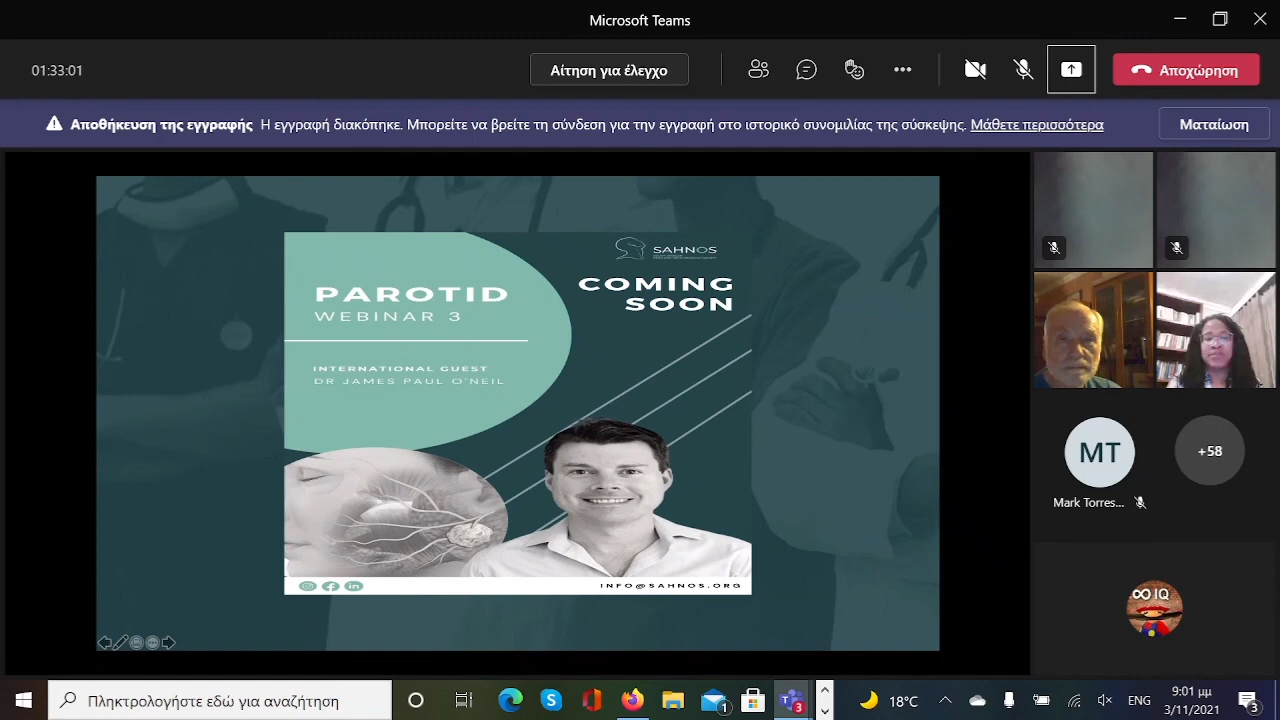 Microsoft Teams
01:33:01
Αίτηση για έλεγχο
Αποχώρηση
Αποθήκευση της εγγραφής Η εγγραφή διακόπηκε. Μπορείτε να βρείτε τη σύνδεση για την εγγραφή στο ιστορικό συνομιλίας της σύσκεψης. Μάθετε περισσότερα
Ματαίωση
SAHNOS
COMING
SOON
PAROTID
WEBINAR 3
INTERNATIONAL GUEST
DR JAMES PAUL O'NEIL
INFO@SAHNOS.ORG
MT
+58
Mark Torres...
∞ IQ
Πληκτρολογήστε εδώ για αναζήτηση
1
3
18°C
ENG
9:01 μμ
3/11/2021
3